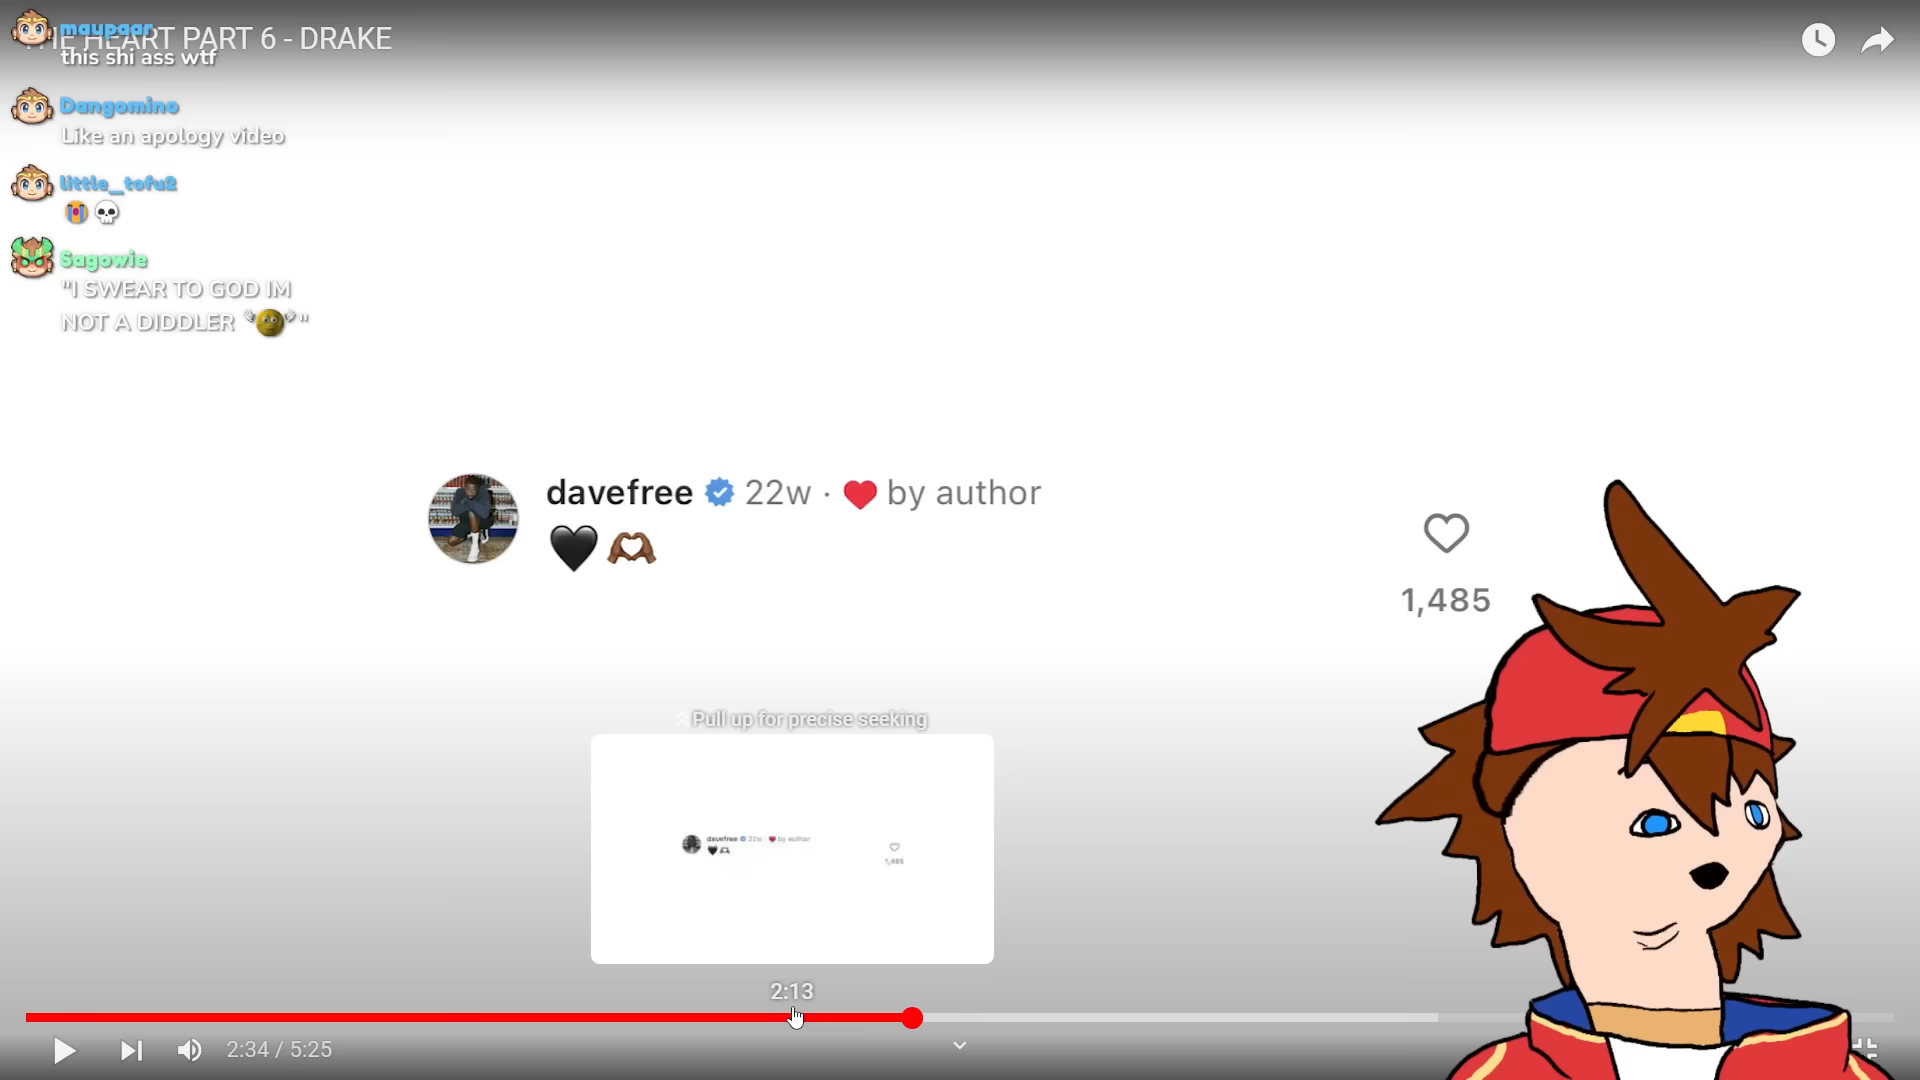 THE HEART PART 6 - DRAKE
maupaar
this shi ass wtf
Dangomino
Like an apology video
little_tofu2
Sagowie
"I SWEAR TO GOD IM
NOT A DIDDLER "
davefree 22w · by author
1,485
Pull up for precise seeking
davefree 22w by author
1,485
2:13
2:34 / 5:25